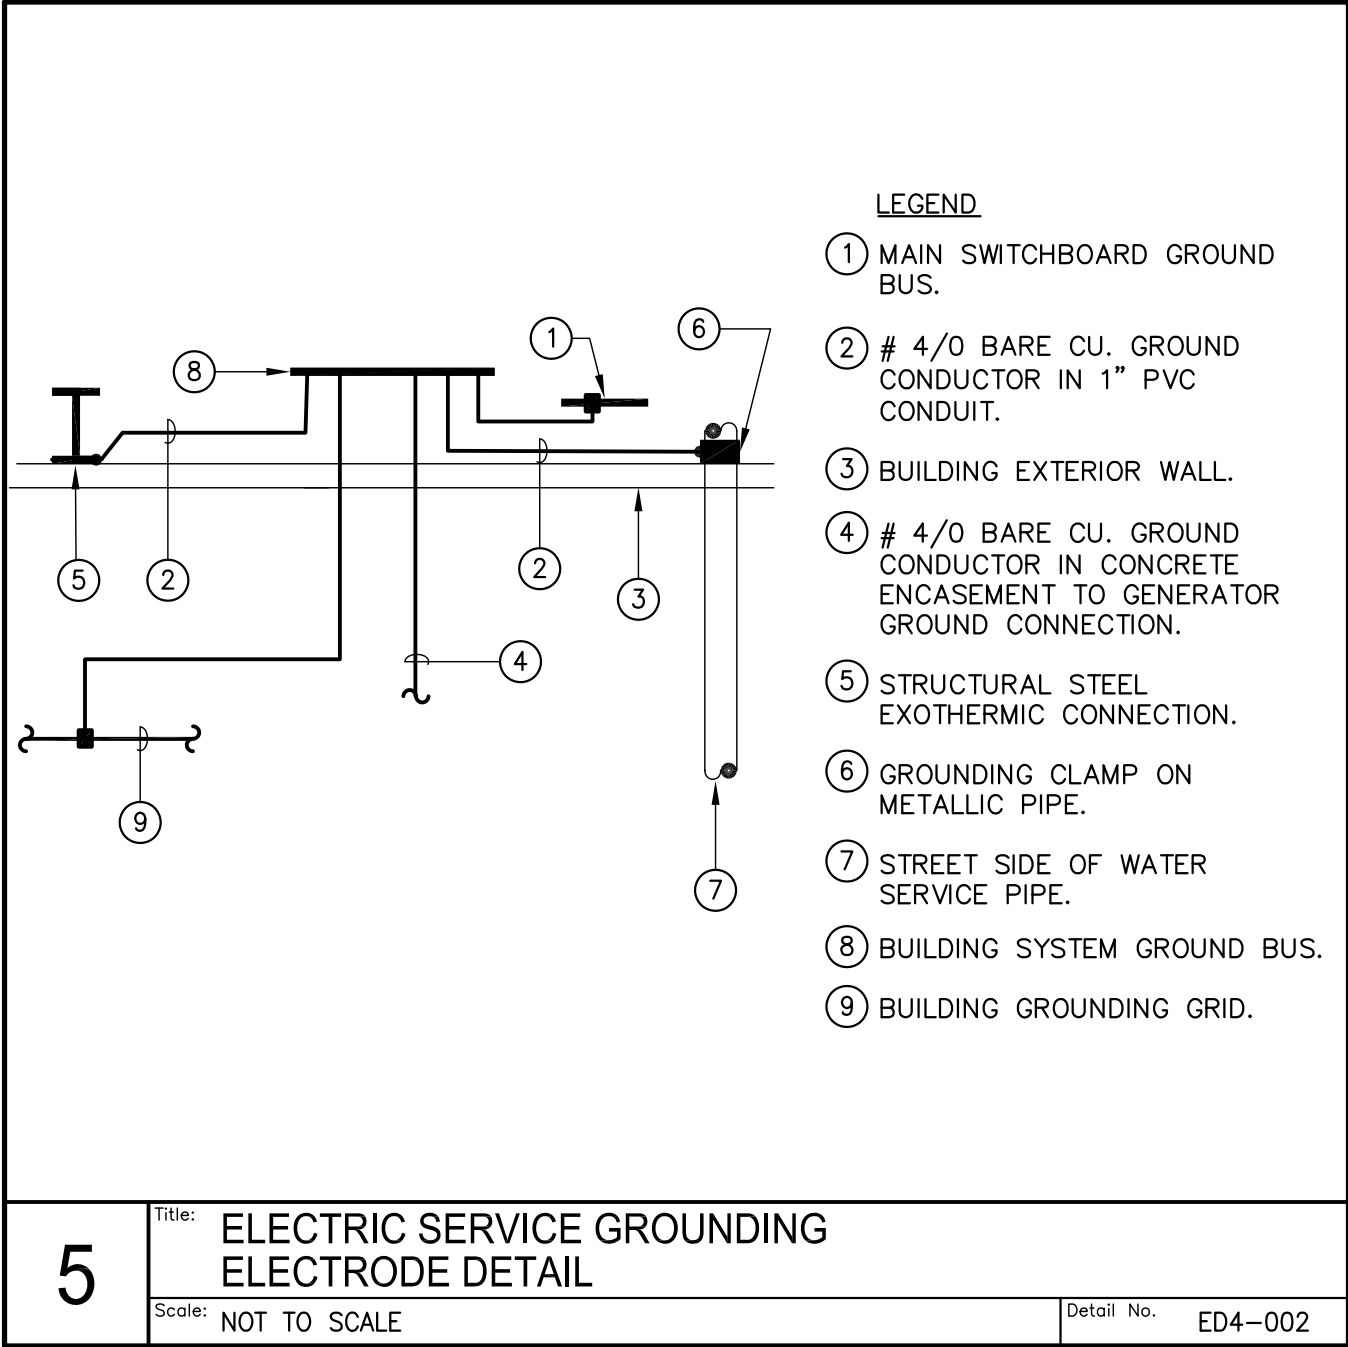 LEGEND
1 MAIN SWITCHBOARD GROUND
BUS.
2 # 4/0 BARE CU. GROUND
CONDUCTOR IN 1" PVC
CONDUIT.
3 BUILDING EXTERIOR WALL.
4 # 4/0 BARE CU. GROUND
CONDUCTOR IN CONCRETE
ENCASEMENT TO GENERATOR
GROUND CONNECTION.
5 STRUCTURAL STEEL
EXOTHERMIC CONNECTION.
6 GROUNDING CLAMP ON
METALLIC PIPE.
7 STREET SIDE OF WATER
SERVICE PIPE.
8 BUILDING SYSTEM GROUND BUS.
9 BUILDING GROUNDING GRID.
1
6
8
5
2
2
3
4
9
7
5
Title: ELECTRIC SERVICE GROUNDING
ELECTRODE DETAIL
Scale: NOT TO SCALE
Detail No. ED4-002